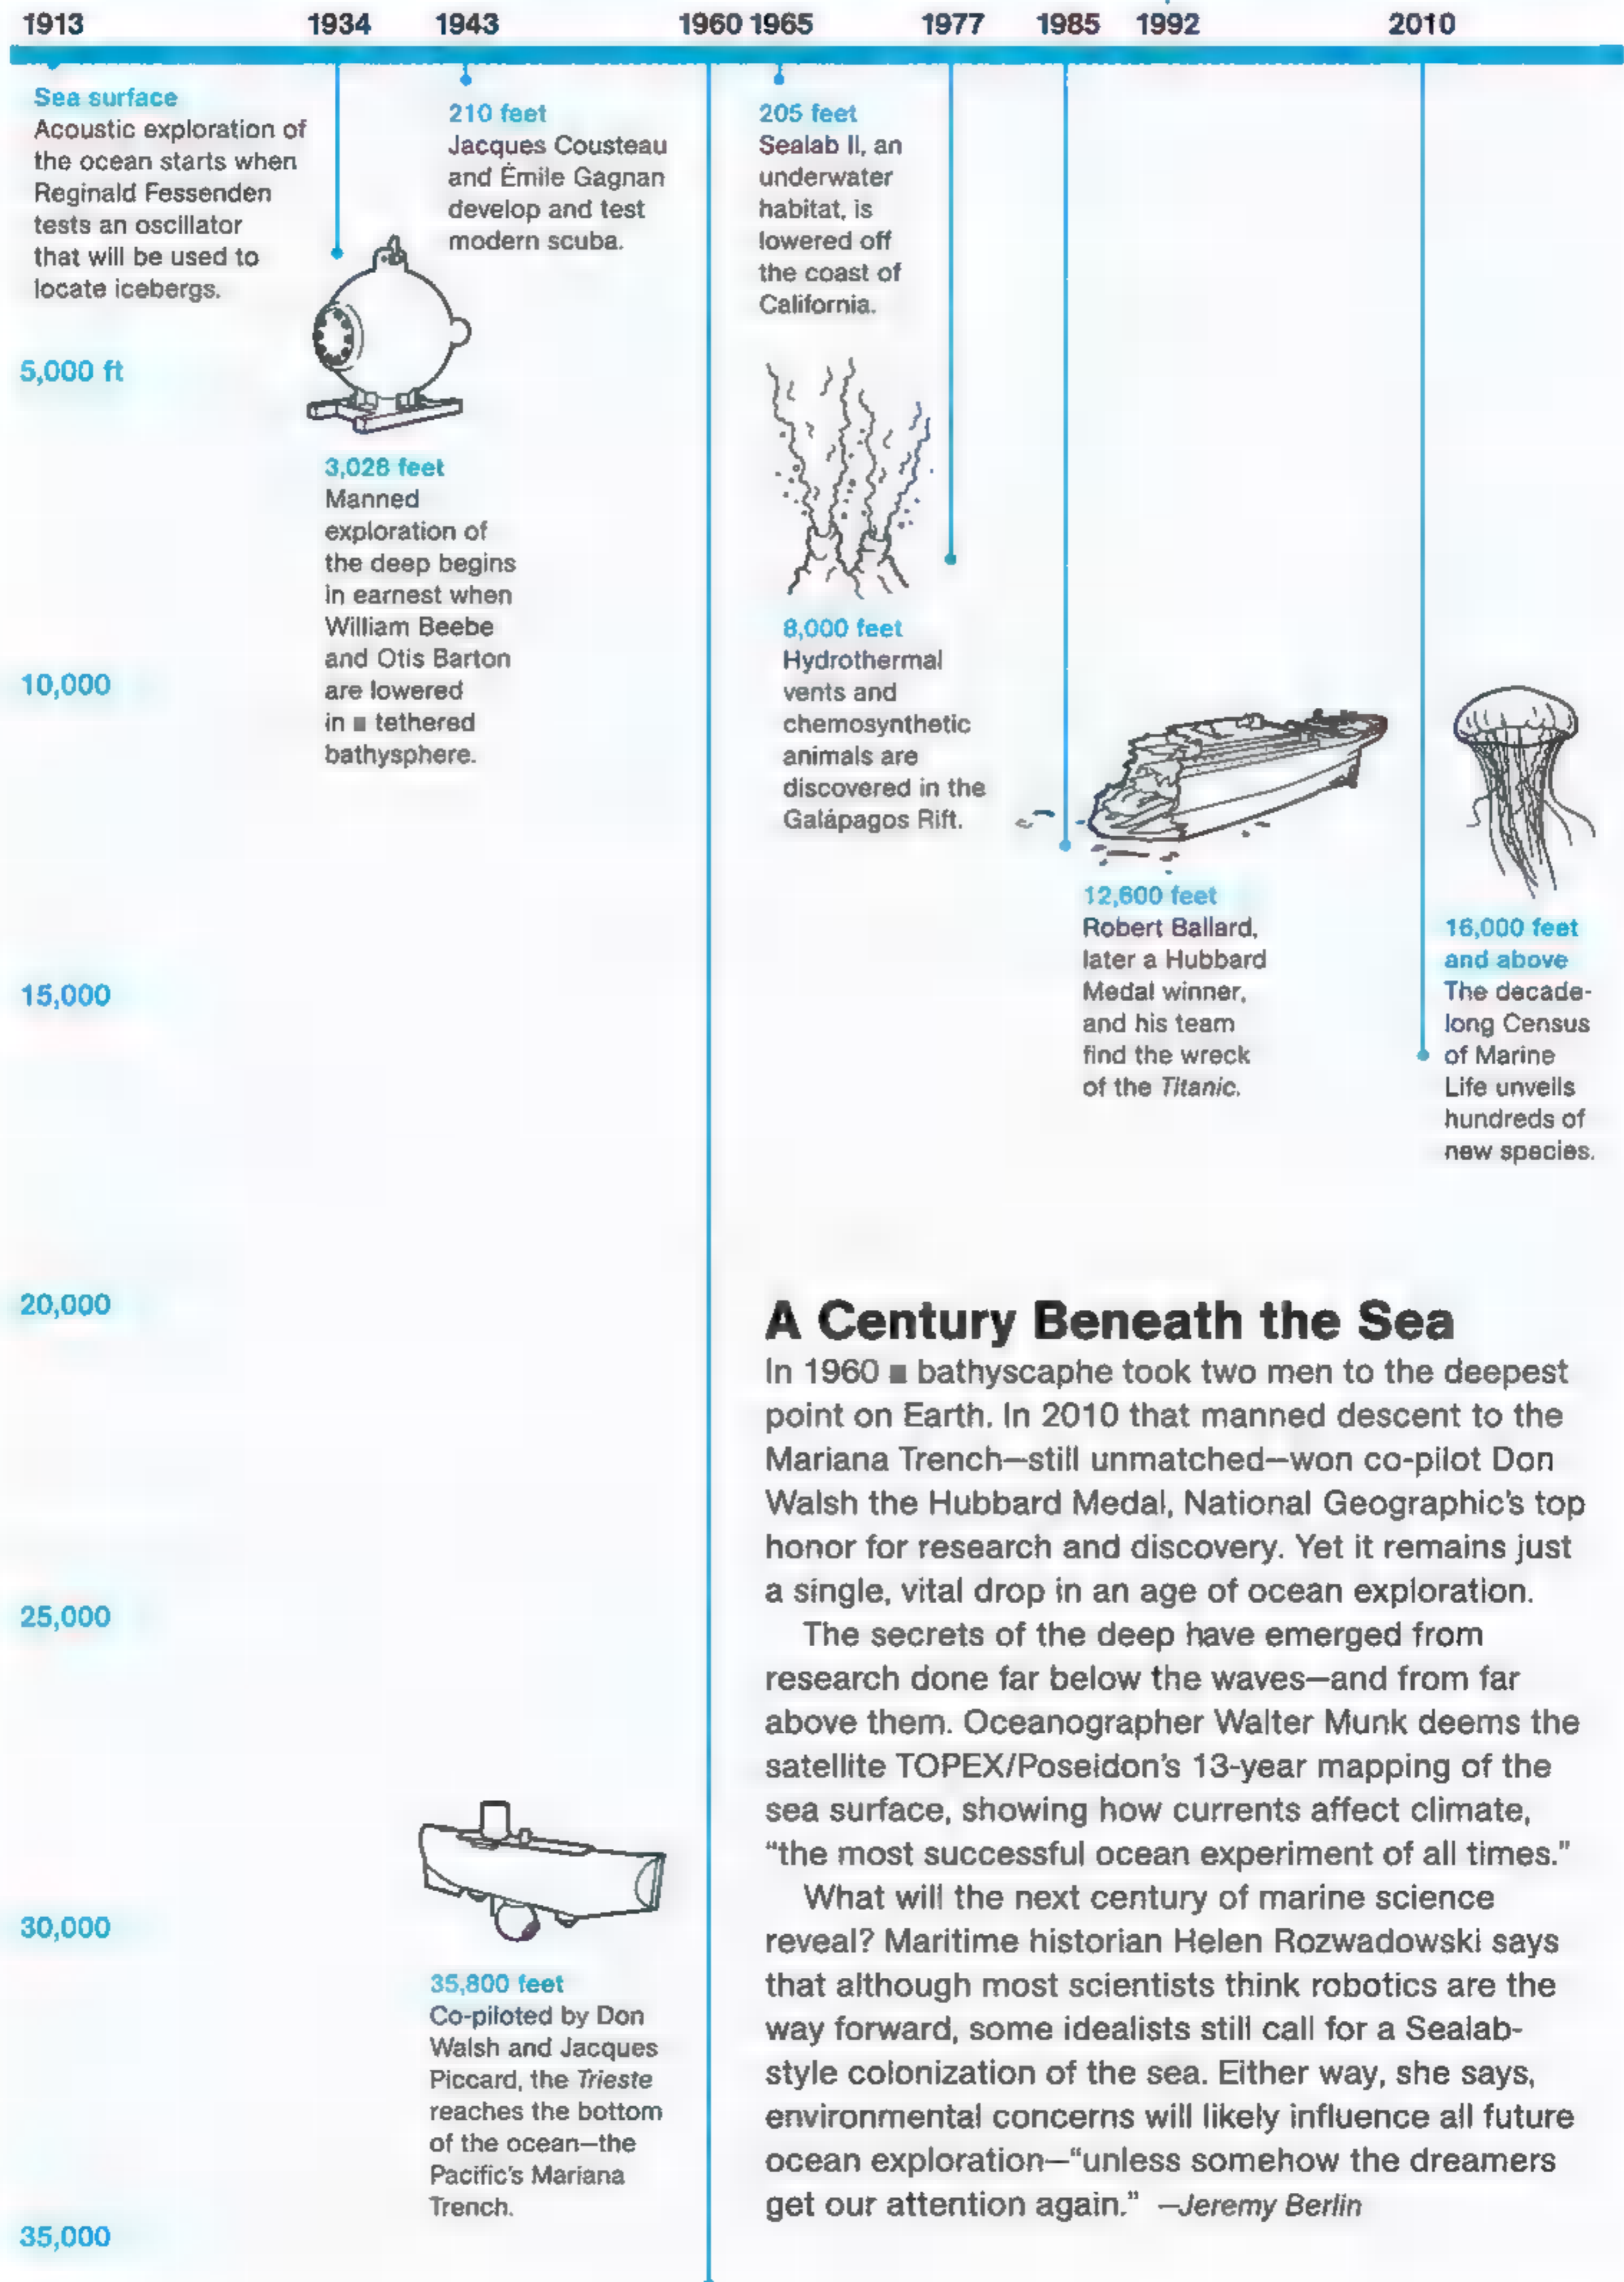 1913 1934 1943 1960 1965 1977 1985 1992 2010
Sea surface
Acoustic exploration of
the ocean starts when
Reginald Fessenden
tests an oscillator
that will be used to
locate icebergs.
3,028 feet
Manned
exploration of
the deep begins
in earnest when
William Beebe
and Otis Barton
are lowered
in tethered
bathysphere.
210 feet
Jacques Cousteau
and Émile Gagnan
develop and test
modern scuba.
35,800 feet
Co-piloted by Don
Walsh and Jacques
Piccard, the Trieste
reaches the bottom
of the ocean—the
Pacific's Mariana
Trench.
205 feet
Sealab II, an
underwater
habitat, is
lowered off
the coast of
California.
8,000 feet
Hydrothermal
vents and
chemosynthetic
animals are
discovered in the
Galápagos Rift.
12,600 feet
Robert Ballard,
later a Hubbard
Medal winner,
and his team
find the wreck
of the Titanic.
16,000 feet
and above
The decade-
long Census
of Marine
Life unveils
hundreds of
new species.
5,000 ft
10,000
15,000
20,000
25,000
30,000
35,000
A Century Beneath the Sea
In 1960 bathyscaphe took two men to the deepest
point on Earth. In 2010 that manned descent to the
Mariana Trench—still unmatched—won co-pilot Don
Walsh the Hubbard Medal, National Geographic's top
honor for research and discovery. Yet it remains just
a single, vital drop in an age of ocean exploration.
The secrets of the deep have emerged from
research done far below the waves—and from far
above them. Oceanographer Walter Munk deems the
satellite TOPEX/Poseidon's 13-year mapping of the
sea surface, showing how currents affect climate,
"the most successful ocean experiment of all times."
What will the next century of marine science
reveal? Maritime historian Helen Rozwadowski says
that although most scientists think robotics are the
way forward, some idealists still call for a Sealab-
style colonization of the sea. Either way, she says,
environmental concerns will likely influence all future
ocean exploration—"unless somehow the dreamers
get our attention again." —Jeremy Berlin